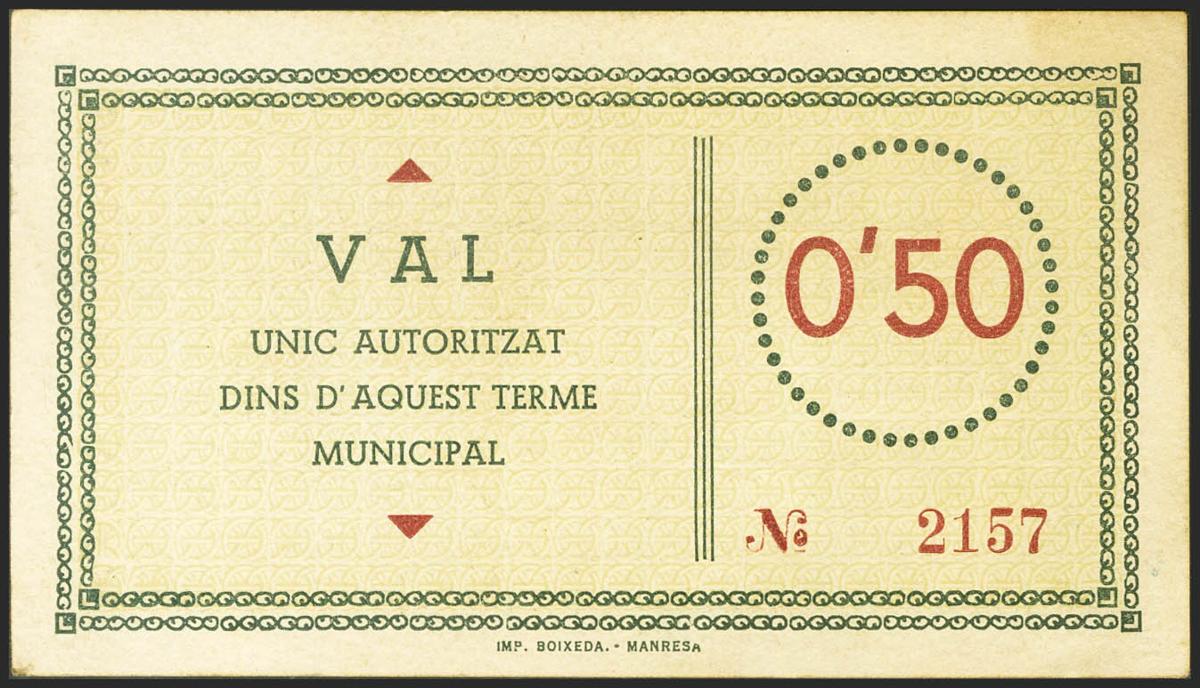 VAL
UNIC AUTORITZAT
DINS D'AQUEST TERME
MUNICIPAL
0'50
№ 2157
IMP. BOIXEDA. - MANRESA